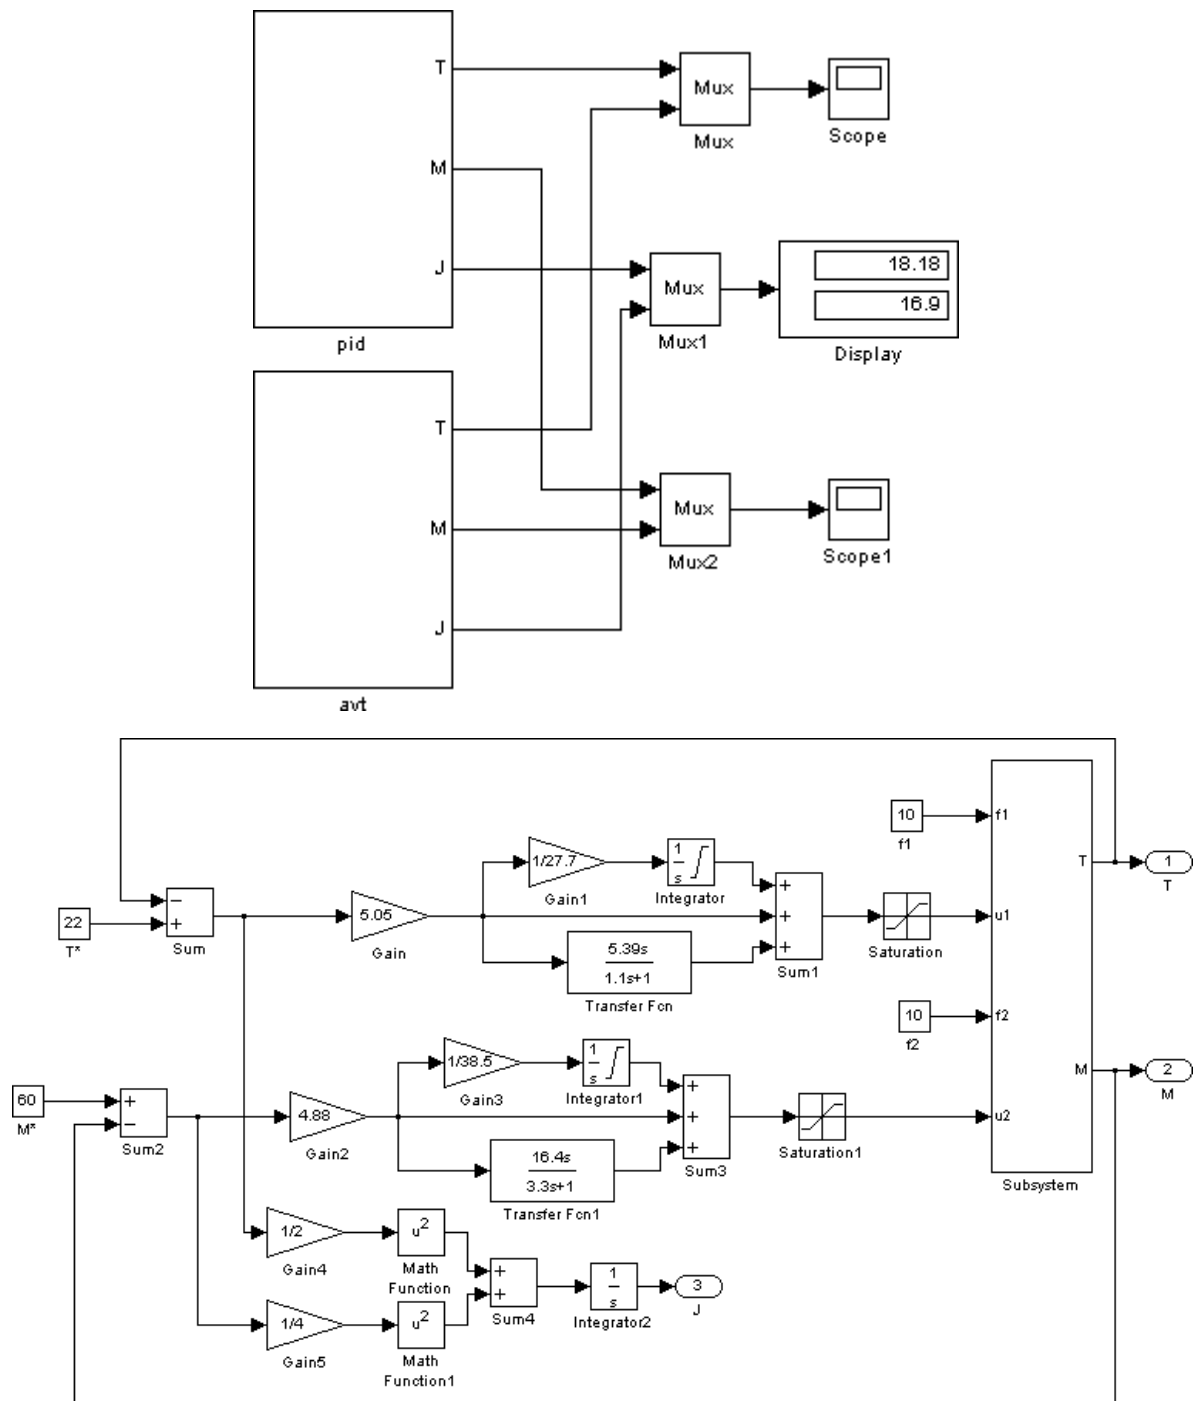 T
Mux
Mux
Scope
M
J
Mux
Mux1
18.18
16.9
Display
pid
T
M
Mux
Mux2
Scope1
J
avt
10
f1
f1
1/27.7
Gain1
1
s
Integrator
T
1
T
−
+
22
T*
Sum
5.05
Gain
+
+
+
Sum1
Saturation
u1
5.39s
1.1s+1
Transfer Fcn
10
f2
f2
1/38.5
Gain3
1
s
Integrator1
M
2
M
60
M*
+
−
Sum2
4.88
Gain2
+
+
+
Sum3
Saturation1
u2
16.4s
3.3s+1
Transfer Fcn1
Subsystem
1/2
Gain4
u²
Math
Function
+
+
Sum4
1
s
Integrator2
3
J
1/4
Gain5
u²
Math
Function1